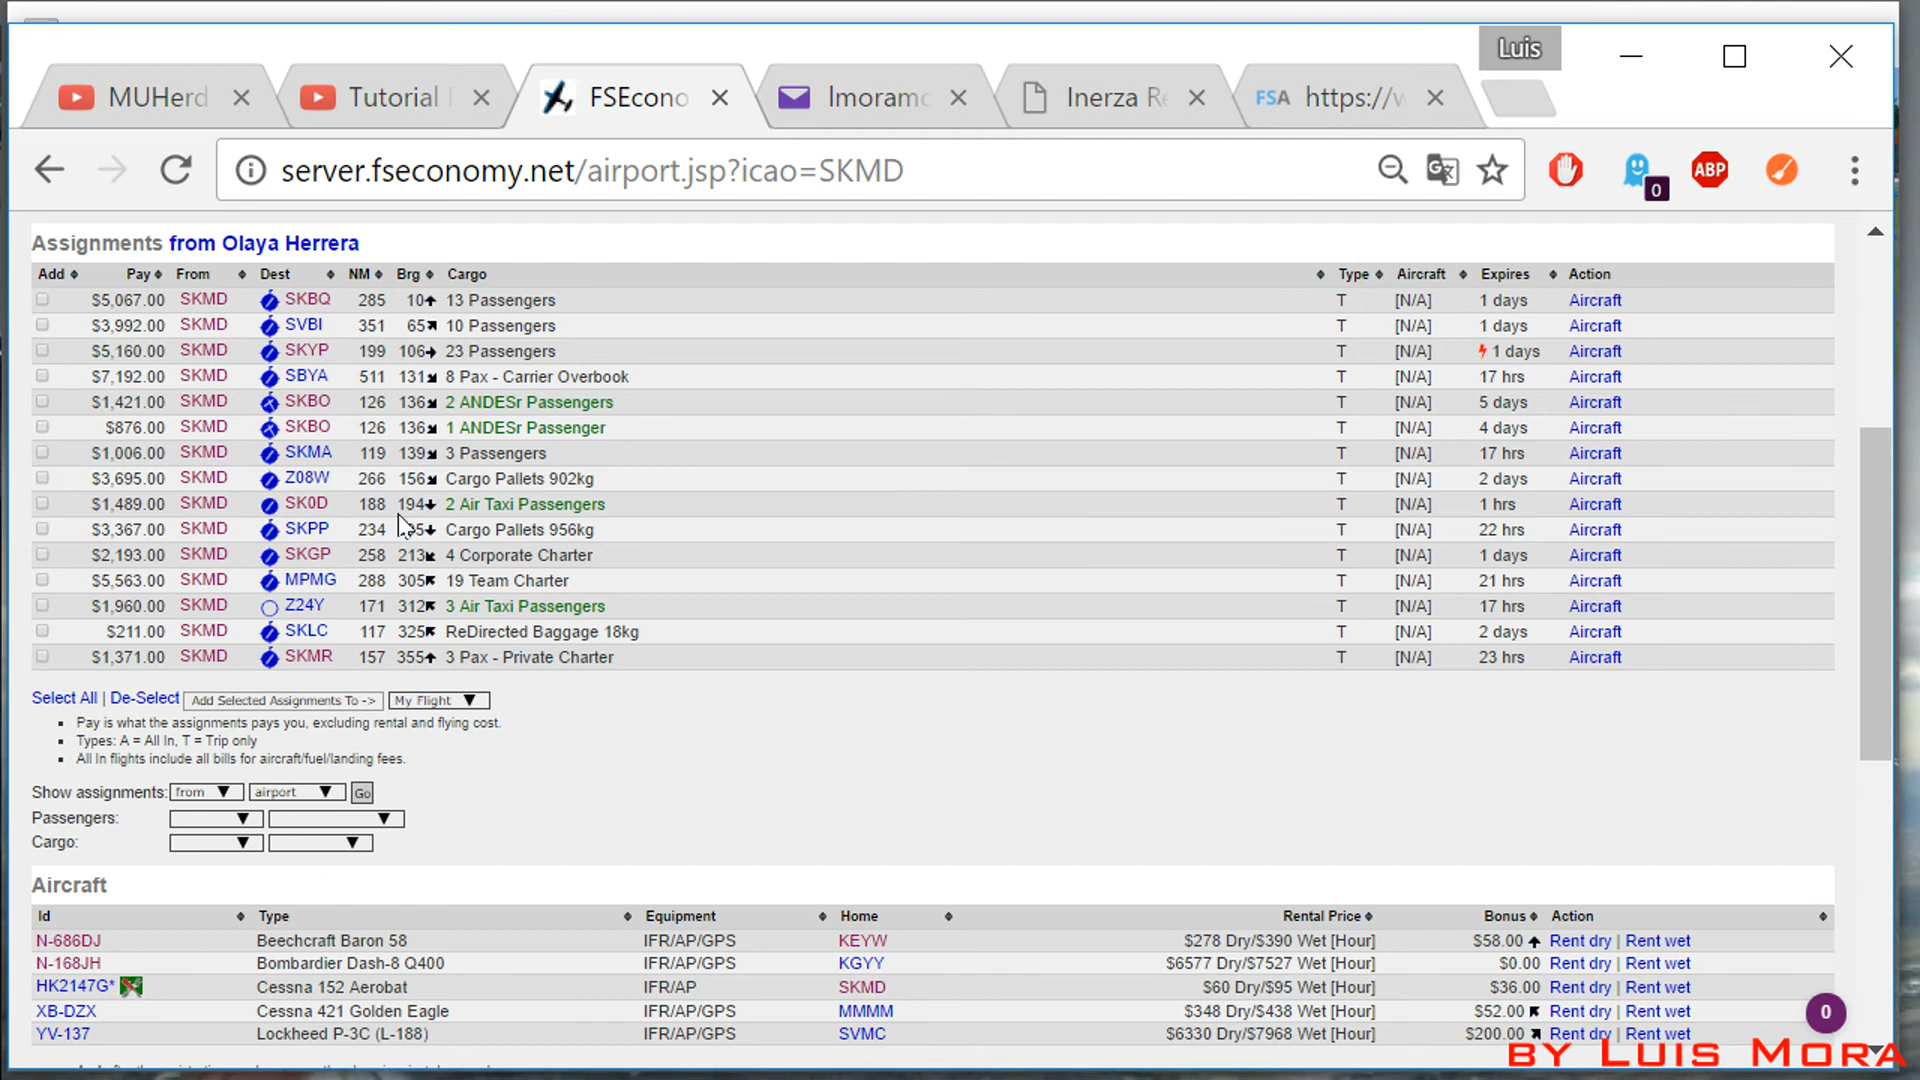 Luis
MUHerd
Tutorial
FSEcono
lmoramo
Inerza Re
FSA https://w
server.fseconomy.net/airport.jsp?icao=SKMD
ABP
0
Assignments from Olaya Herrera
Add Pay From Dest NM Brg Cargo Type Aircraft Expires Action
$5,067.00 SKMD SKBQ 285 10 13 Passengers T [N/A] 1 days Aircraft
$3,992.00 SKMD SVBI 351 65 10 Passengers T [N/A] 1 days Aircraft
$5,160.00 SKMD SKYP 199 106 23 Passengers T [N/A] 1 days Aircraft
$7,192.00 SKMD SBYA 511 131 8 Pax - Carrier Overbook T [N/A] 17 hrs Aircraft
$1,421.00 SKMD SKBO 126 136 2 ANDESr Passengers T [N/A] 5 days Aircraft
$876.00 SKMD SKBO 126 136 1 ANDESr Passenger T [N/A] 4 days Aircraft
$1,006.00 SKMD SKMA 119 139 3 Passengers T [N/A] 17 hrs Aircraft
$3,695.00 SKMD Z08W 266 156 Cargo Pallets 902kg T [N/A] 2 days Aircraft
$1,489.00 SKMD SK0D 188 194 2 Air Taxi Passengers T [N/A] 1 hrs Aircraft
$3,367.00 SKMD SKPP 234 Cargo Pallets 956kg T [N/A] 22 hrs Aircraft
$2,193.00 SKMD SKGP 258 213 4 Corporate Charter T [N/A] 1 days Aircraft
$5,563.00 SKMD MPMG 288 305 19 Team Charter T [N/A] 21 hrs Aircraft
$1,960.00 SKMD Z24Y 171 312 3 Air Taxi Passengers T [N/A] 17 hrs Aircraft
$211.00 SKMD SKLC 117 325 ReDirected Baggage 18kg T [N/A] 2 days Aircraft
$1,371.00 SKMD SKMR 157 355 3 Pax - Private Charter T [N/A] 23 hrs Aircraft
Select All | De-Select Add Selected Assignments To -> My Flight
Pay is what the assignments pays you, excluding rental and flying cost.
Types: A = All In, T = Trip only
All In flights include all bills for aircraft/fuel/landing fees.
Show assignments: from airport Go
Passengers:
Cargo:
Aircraft
Id Type Equipment Home Rental Price Bonus Action
N-686DJ Beechcraft Baron 58 IFR/AP/GPS KEYW $278 Dry/$390 Wet [Hour] $58.00 Rent dry | Rent wet
N-168JH Bombardier Dash-8 Q400 IFR/AP/GPS KGYY $6577 Dry/$7527 Wet [Hour] $0.00 Rent dry | Rent wet
HK2147G* Cessna 152 Aerobat IFR/AP SKMD $60 Dry/$95 Wet [Hour] $36.00 Rent dry | Rent wet
XB-DZX Cessna 421 Golden Eagle IFR/AP/GPS MMMM $348 Dry/$438 Wet [Hour] $52.00 Rent dry | Rent wet
YV-137 Lockheed P-3C (L-188) IFR/AP/GPS SVMC $6330 Dry/$7968 Wet [Hour] $200.00 Rent dry | Rent wet
0
BY LUIS MORA